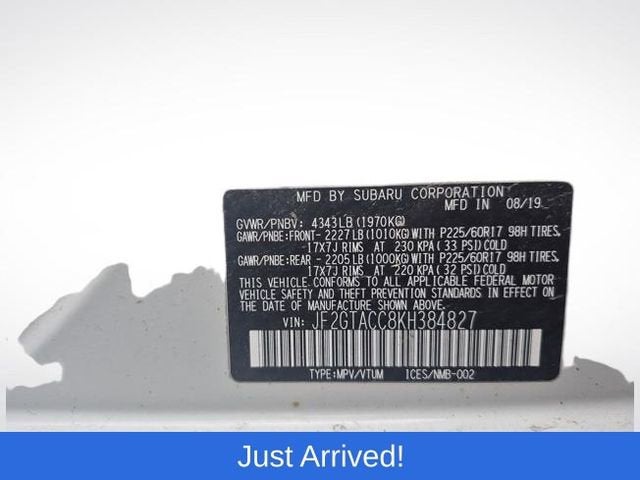 MFD BY SUBARU CORPORATION
MFD IN 08/19
GVWR/PNBV: 4343LB (1970KG)
GAWR/PNBE:FRONT-2227LB (1010KG)WITH P225/60R17 98H TIRES,
17X7J RIMS AT 230 KPA (33 PSI) COLD
GAWR/PNBE:REAR - 2205LB (1000KG)WITH P225/60R17 98H TIRES,
17X7J RIMS AT 220 KPA (32 PSI) COLD
THIS VEHICLE CONFORMS TO ALL APPLICABLE FEDERAL MOTOR
VEHICLE SAFETY AND THEFT PREVENTION STANDARDS IN EFFECT ON
THE DATE OF MANUFACTURE SHOWN ABOVE.
VIN: JF2GTACC8KH384827
TYPE:MPV/VTUM ICES/NMB-002
Just Arrived!